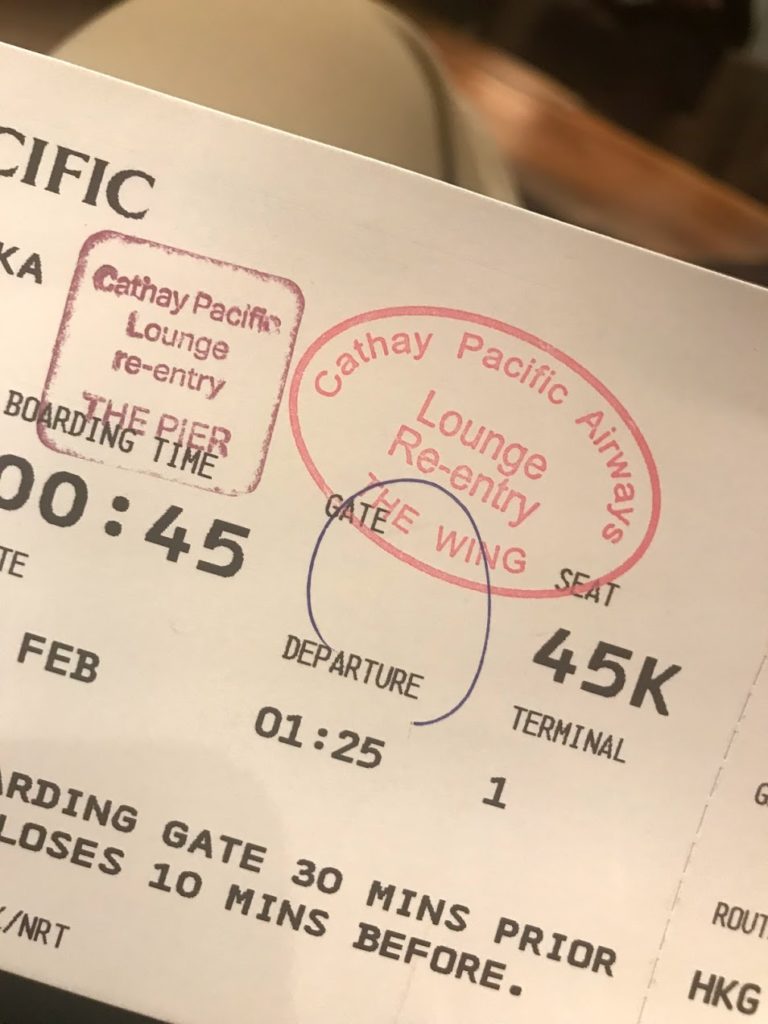 CIFIC
KA
Cathay Pacific
Lounge
re-entry
THE PIER
Cathay Pacific Airways
Lounge
Re-entry
THE WING
BOARDING TIME
GATE
SEAT
00:45
45K
TE
FEB
DEPARTURE
TERMINAL
01:25
1
ARDING GATE 30 MINS PRIOR
LOSES 10 MINS BEFORE.
/NRT
G
ROUT
HKG